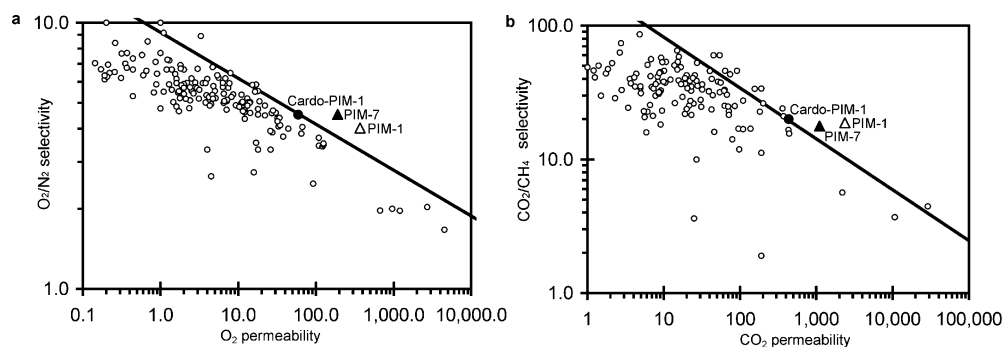 a
10.0
O2/N2 selectivity
Cardo-PIM-1
PIM-7
PIM-1
1.0
0.1 1.0 10.0 100.0 1,000.0 10,000.0
O2 permeability
b
100.0
CO2/CH4 selectivity
Cardo-PIM-1
PIM-1
PIM-7
10.0
1.0
1 10 100 1,000 10,000 100,000
CO2 permeability